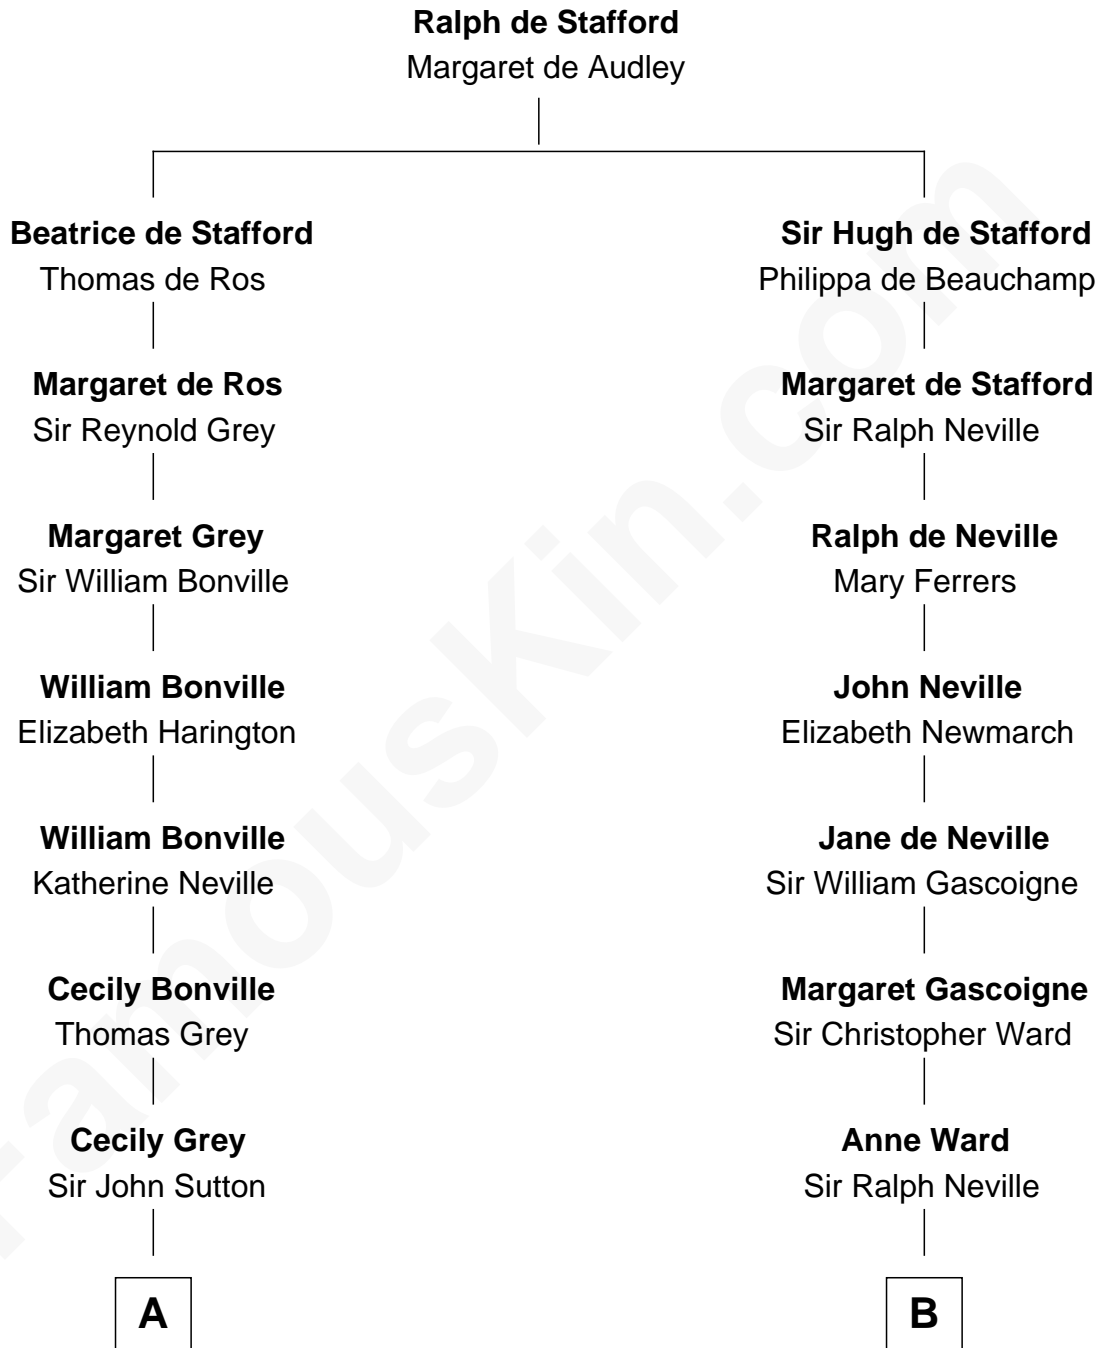 Ralph de Stafford
Margaret de Audley
Beatrice de Stafford
Thomas de Ros
Sir Hugh de Stafford
Philippa de Beauchamp
Margaret de Ros
Sir Reynold Grey
Margaret de Stafford
Sir Ralph Neville
Margaret Grey
Sir William Bonville
Ralph de Neville
Mary Ferrers
William Bonville
Elizabeth Harington
John Neville
Elizabeth Newmarch
William Bonville
Katherine Neville
Jane de Neville
Sir William Gascoigne
Cecily Bonville
Thomas Grey
Margaret Gascoigne
Sir Christopher Ward
Cecily Grey
Sir John Sutton
Anne Ward
Sir Ralph Neville
A
B
FamousKin.com